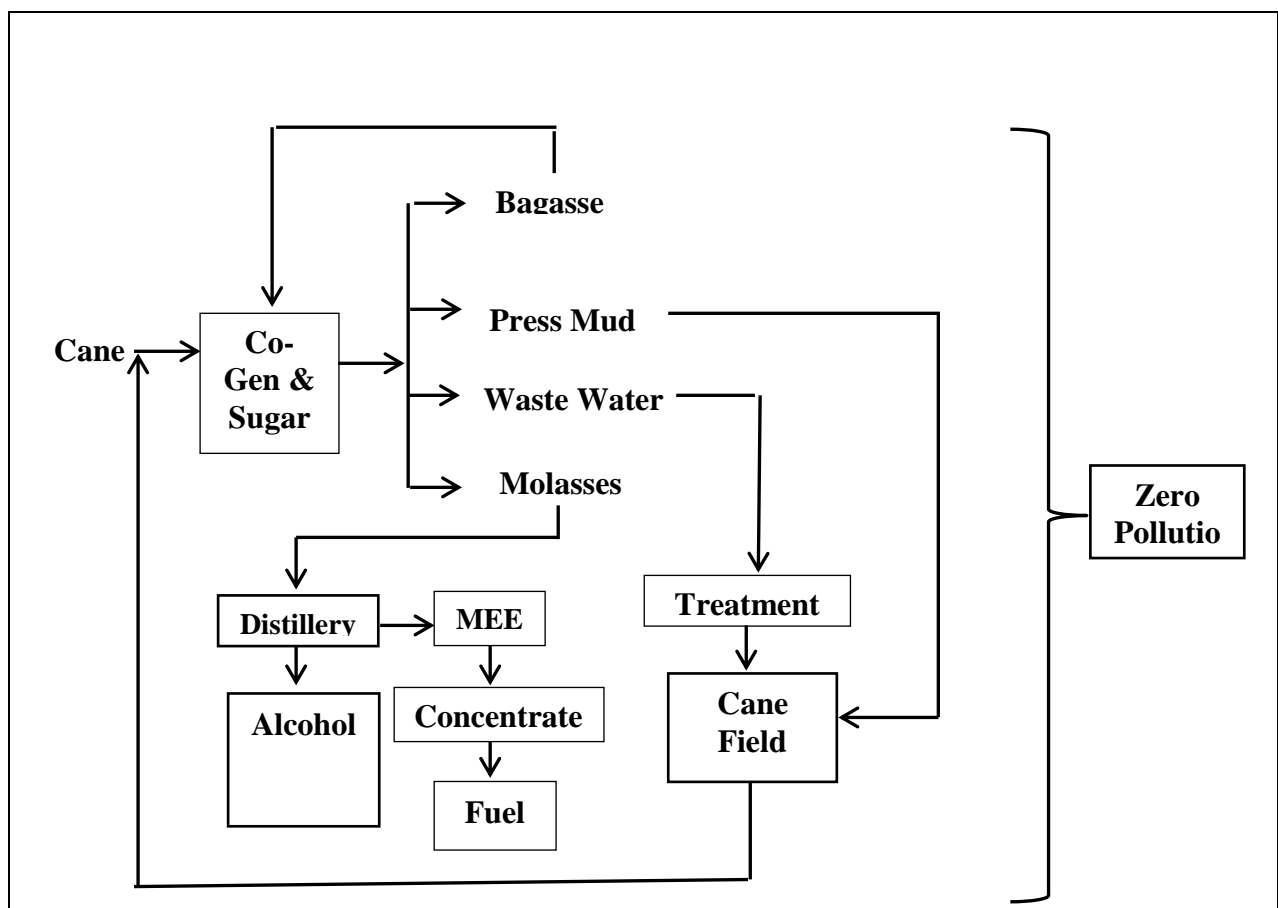 Bagasse
Press Mud
Cane
Co-
Gen &
Sugar
Waste Water
Molasses
Zero
Pollutio
Treatment
Distillery
MEE
Alcohol
Concentrate
Cane
Field
Fuel